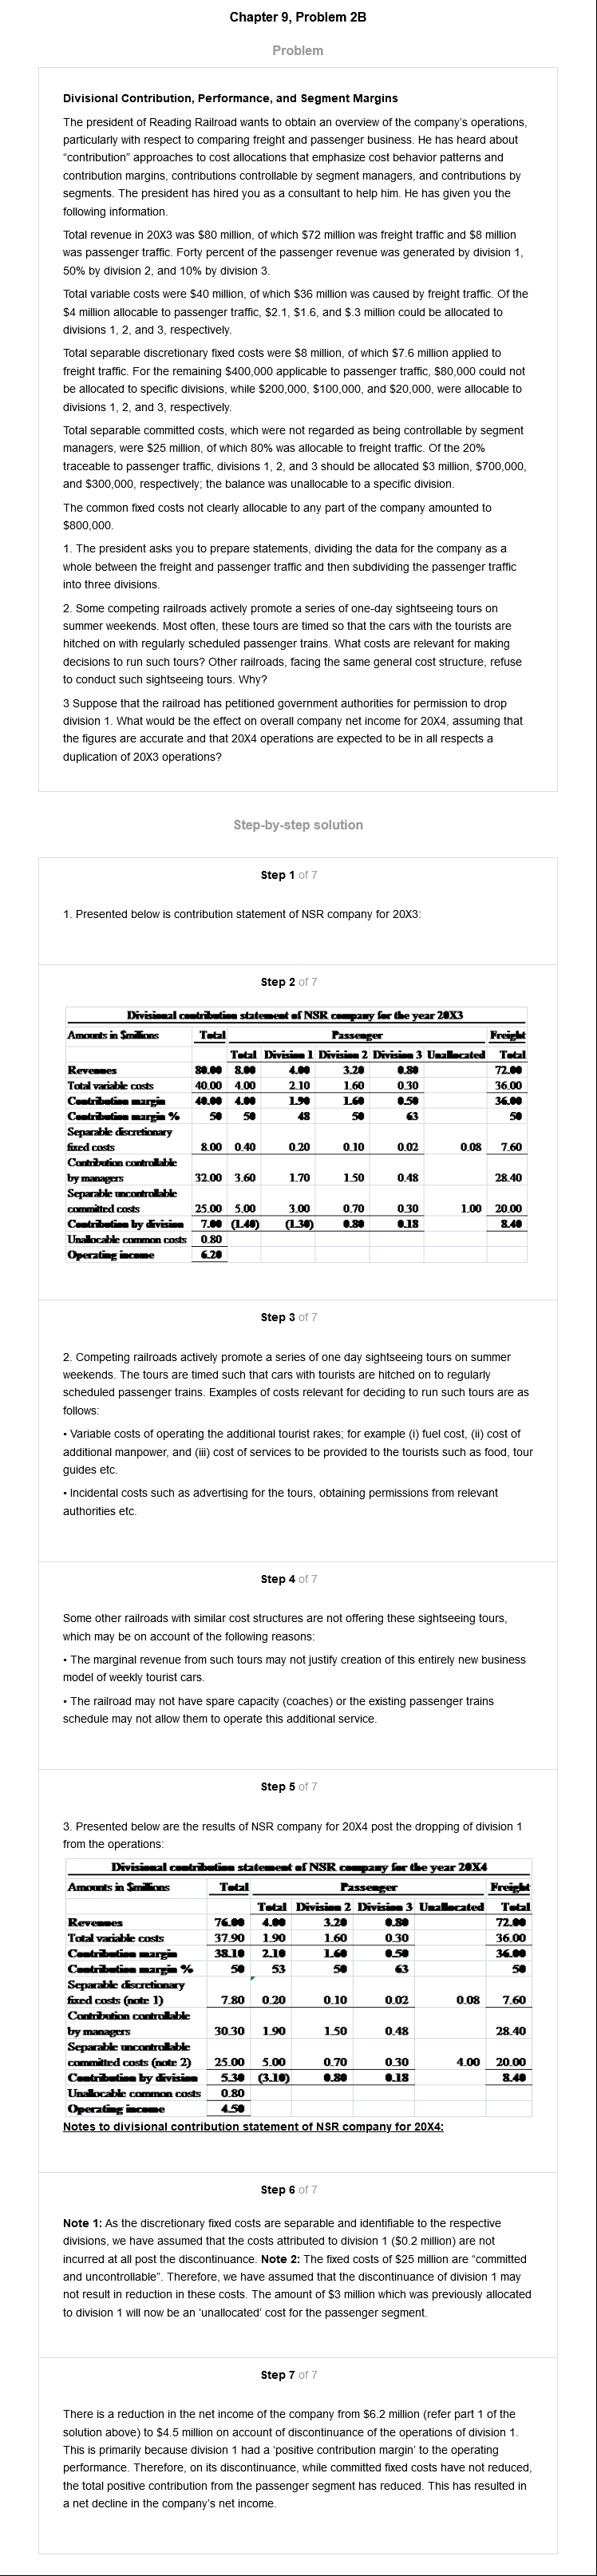 Chapter 9, Problem 2B
Problem
Divisional Contribution, Performance, and Segment Margins
The president of Reading Railroad wants to obtain an overview of the company's operations,
particularly with respect to comparing freight and passenger business. He has heard about
"contribution" approaches to cost allocations that emphasize cost behavior patterns and
contribution margins, contributions controllable by segment managers, and contributions by
segments. The president has hired you as a consultant to help him. He has given you the
following information.
Total revenue in 20X3 was $80 million, of which $72 million was freight traffic and $8 million
was passenger traffic. Forty percent of the passenger revenue was generated by division 1,
50% by division 2, and 10% by division 3.
Total variable costs were $40 million, of which $36 million was caused by freight traffic. Of the
$4 million allocable to passenger traffic, $2.1, $1.6, and $.3 million could be allocated to
divisions 1, 2, and 3, respectively.
Total separable discretionary fixed costs were $8 million, of which $7.6 million applied to
freight traffic. For the remaining $400,000 applicable to passenger traffic, $80,000 could not
be allocated to specific divisions, while $200,000, $100,000, and $20,000, were allocable to
divisions 1, 2, and 3, respectively.
Total separable committed costs, which were not regarded as being controllable by segment
managers, were $25 million, of which 80% was allocable to freight traffic. Of the 20%
traceable to passenger traffic, divisions 1, 2, and 3 should be allocated $3 million, $700,000,
and $300,000, respectively; the balance was unallocable to a specific division.
The common fixed costs not clearly allocable to any part of the company amounted to
$800,000.
1. The president asks you to prepare statements, dividing the data for the company as a
whole between the freight and passenger traffic and then subdividing the passenger traffic
into three divisions.
2. Some competing railroads actively promote a series of one-day sightseeing tours on
summer weekends. Most often, these tours are timed so that the cars with the tourists are
hitched on with regularly scheduled passenger trains. What costs are relevant for making
decisions to run such tours? Other railroads, facing the same general cost structure, refuse
to conduct such sightseeing tours. Why?
3 Suppose that the railroad has petitioned government authorities for permission to drop
division 1. What would be the effect on overall company net income for 20X4, assuming that
the figures are accurate and that 20X4 operations are expected to be in all respects a
duplication of 20X3 operations?
Step-by-step solution
Step 1 of 7
1. Presented below is contribution statement of NSR company for 20X3:
Step 2 of 7
Divisional contribution statement of NSR company for the year 20X3
Amounts in $millions Total Passenger Freight
Total Division 1 Division 2 Division 3 Unallocated Total
Revenues 80.00 8.00 4.00 3.20 0.80 72.00
Total variable costs 40.00 4.00 2.10 1.60 0.30 36.00
Contribution margin 40.00 4.00 1.90 1.60 0.50 36.00
Contribution margin % 50 50 48 50 63 50
Separable discretionary
fixed costs 8.00 0.40 0.20 0.10 0.02 0.08 7.60
Contribution controllable
by managers 32.00 3.60 1.70 1.50 0.48 28.40
Separable uncontrollable
committed costs 25.00 5.00 3.00 0.70 0.30 1.00 20.00
Contribution by division 7.00 (1.40) (1.30) 0.80 0.18 8.40
Unallocable common costs 0.80
Operating income 6.20
Step 3 of 7
2. Competing railroads actively promote a series of one day sightseeing tours on summer
weekends. The tours are timed such that cars with tourists are hitched on to regularly
scheduled passenger trains. Examples of costs relevant for deciding to run such tours are as
follows:
• Variable costs of operating the additional tourist rakes; for example (i) fuel cost, (ii) cost of
additional manpower, and (iii) cost of services to be provided to the tourists such as food, tour
guides etc.
• Incidental costs such as advertising for the tours, obtaining permissions from relevant
authorities etc.
Step 4 of 7
Some other railroads with similar cost structures are not offering these sightseeing tours,
which may be on account of the following reasons:
• The marginal revenue from such tours may not justify creation of this entirely new business
model of weekly tourist cars.
• The railroad may not have spare capacity (coaches) or the existing passenger trains
schedule may not allow them to operate this additional service.
Step 5 of 7
3. Presented below are the results of NSR company for 20X4 post the dropping of division 1
from the operations:
Divisional contribution statement of NSR company for the year 20X4
Amounts in $millions Total Passenger Freight
Total Division 2 Division 3 Unallocated Total
Revenues 76.00 4.00 3.20 0.80 72.00
Total variable costs 37.90 1.90 1.60 0.30 36.00
Contribution margin 38.10 2.10 1.60 0.50 36.00
Contribution margin % 50 53 50 63 50
Separable discretionary
fixed costs (note 1) 7.80 0.20 0.10 0.02 0.08 7.60
Contribution controllable
by managers 30.30 1.90 1.50 0.48 28.40
Separable uncontrollable
committed costs (note 2) 25.00 5.00 0.70 0.30 4.00 20.00
Contribution by division 5.30 (3.10) 0.80 0.18 8.40
Unallocable common costs 0.80
Operating income 4.50
Notes to divisional contribution statement of NSR company for 20X4:
Step 6 of 7
Note 1: As the discretionary fixed costs are separable and identifiable to the respective
divisions, we have assumed that the costs attributed to division 1 ($0.2 million) are not
incurred at all post the discontinuance. Note 2: The fixed costs of $25 million are "committed
and uncontrollable". Therefore, we have assumed that the discontinuance of division 1 may
not result in reduction in these costs. The amount of $3 million which was previously allocated
to division 1 will now be an 'unallocated' cost for the passenger segment.
Step 7 of 7
There is a reduction in the net income of the company from $6.2 million (refer part 1 of the
solution above) to $4.5 million on account of discontinuance of the operations of division 1.
This is primarily because division 1 had a 'positive contribution margin' to the operating
performance. Therefore, on its discontinuance, while committed fixed costs have not reduced,
the total positive contribution from the passenger segment has reduced. This has resulted in
a net decline in the company's net income.